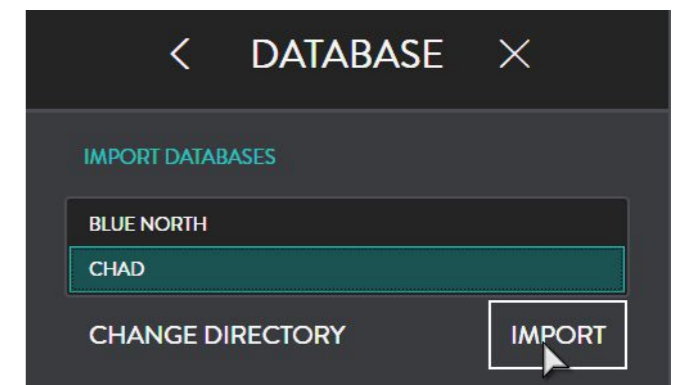 DATABASE
IMPORT DATABASES
BLUE NORTH
CHAD
CHANGE DIRECTORY IMPORT